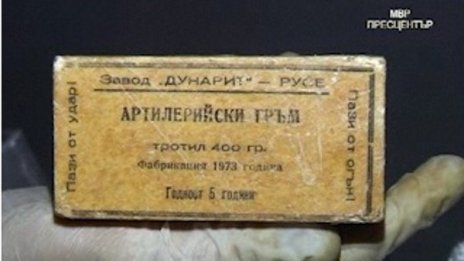 МВР
ПРЕСЦЕНТЪР
Завод „ДУНАРИТ" — РУСЕ
АРТИЛЕРИЙСКИ ГРЪМ
тротил 400 гр.
Фабрикация 1973 година
Годност 5 години
Пази от удар!
Пази от огън!